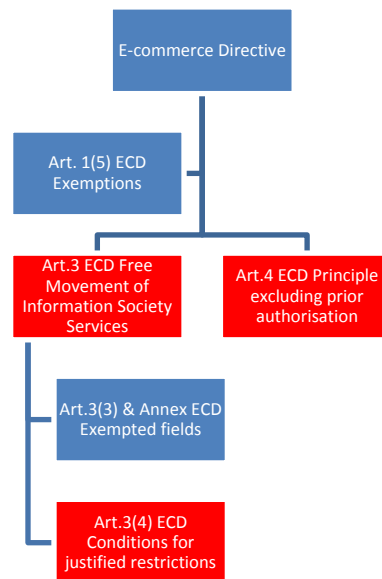 E-commerce Directive
Art. 1(5) ECD
Exemptions
Art.3 ECD Free
Movement of
Information Society
Services
Art.4 ECD Principle
excluding prior
authorisation
Art.3(3) & Annex ECD
Exempted fields
Art.3(4) ECD
Conditions for
justified restrictions